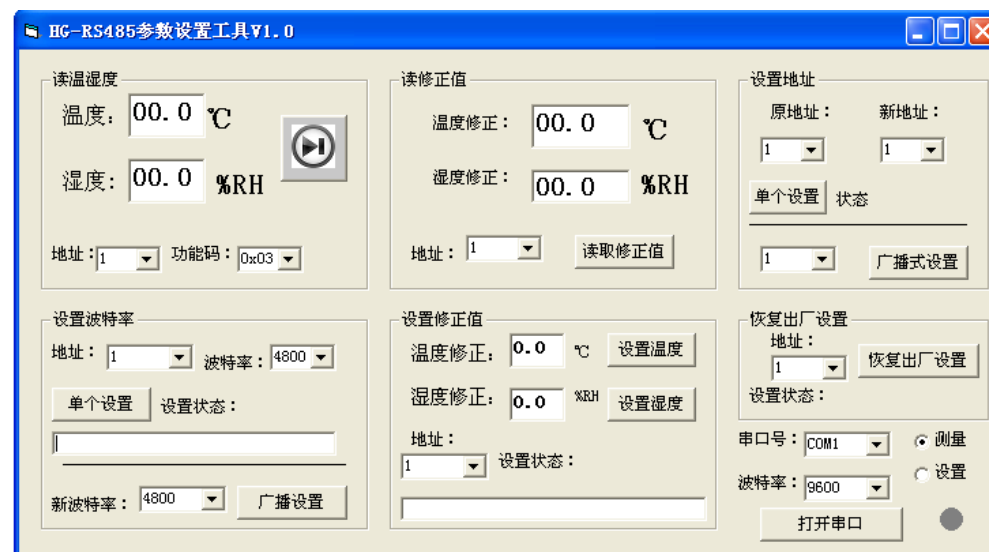 HG-RS485参数设置工具V1.0
读温湿度
温度: 00.0 ℃
湿度: 00.0 %RH
地址:1 功能码:0x03
读修正值
温度修正: 00.0 ℃
湿度修正: 00.0 %RH
地址: 1 读取修正值
设置地址
原地址: 新地址:
1 1
单个设置 状态
1 广播式设置
设置波特率
地址: 1 波特率: 4800
单个设置 设置状态:
新波特率: 4800 广播设置
设置修正值
温度修正: 0.0 ℃ 设置温度
湿度修正: 0.0 %RH 设置湿度
地址:
1 设置状态:
恢复出厂设置
地址:
1 恢复出厂设置
设置状态:
串口号: COM1 测量
波特率: 9600 设置
打开串口